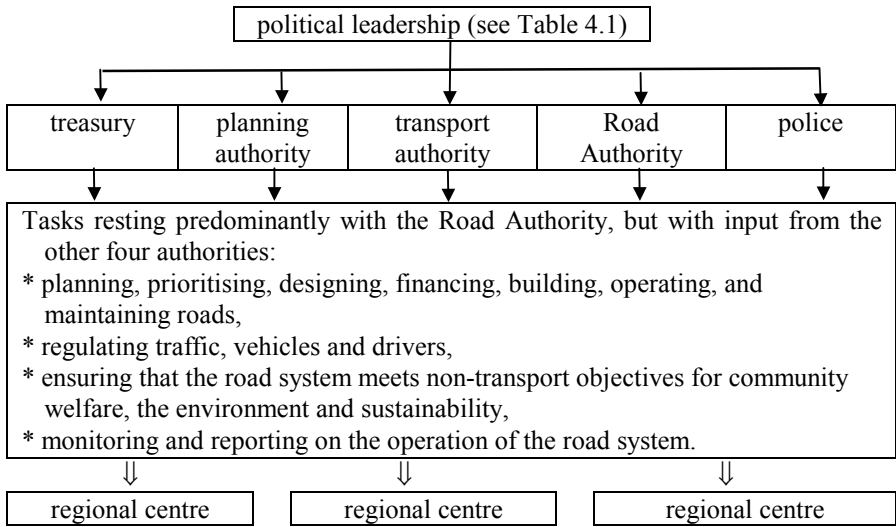 political leadership (see Table 4.1)
treasury planning authority transport authority Road Authority police
Tasks resting predominantly with the Road Authority, but with input from the
other four authorities:
* planning, prioritising, designing, financing, building, operating, and
maintaining roads,
* regulating traffic, vehicles and drivers,
* ensuring that the road system meets non-transport objectives for community
welfare, the environment and sustainability,
* monitoring and reporting on the operation of the road system.
regional centre regional centre regional centre